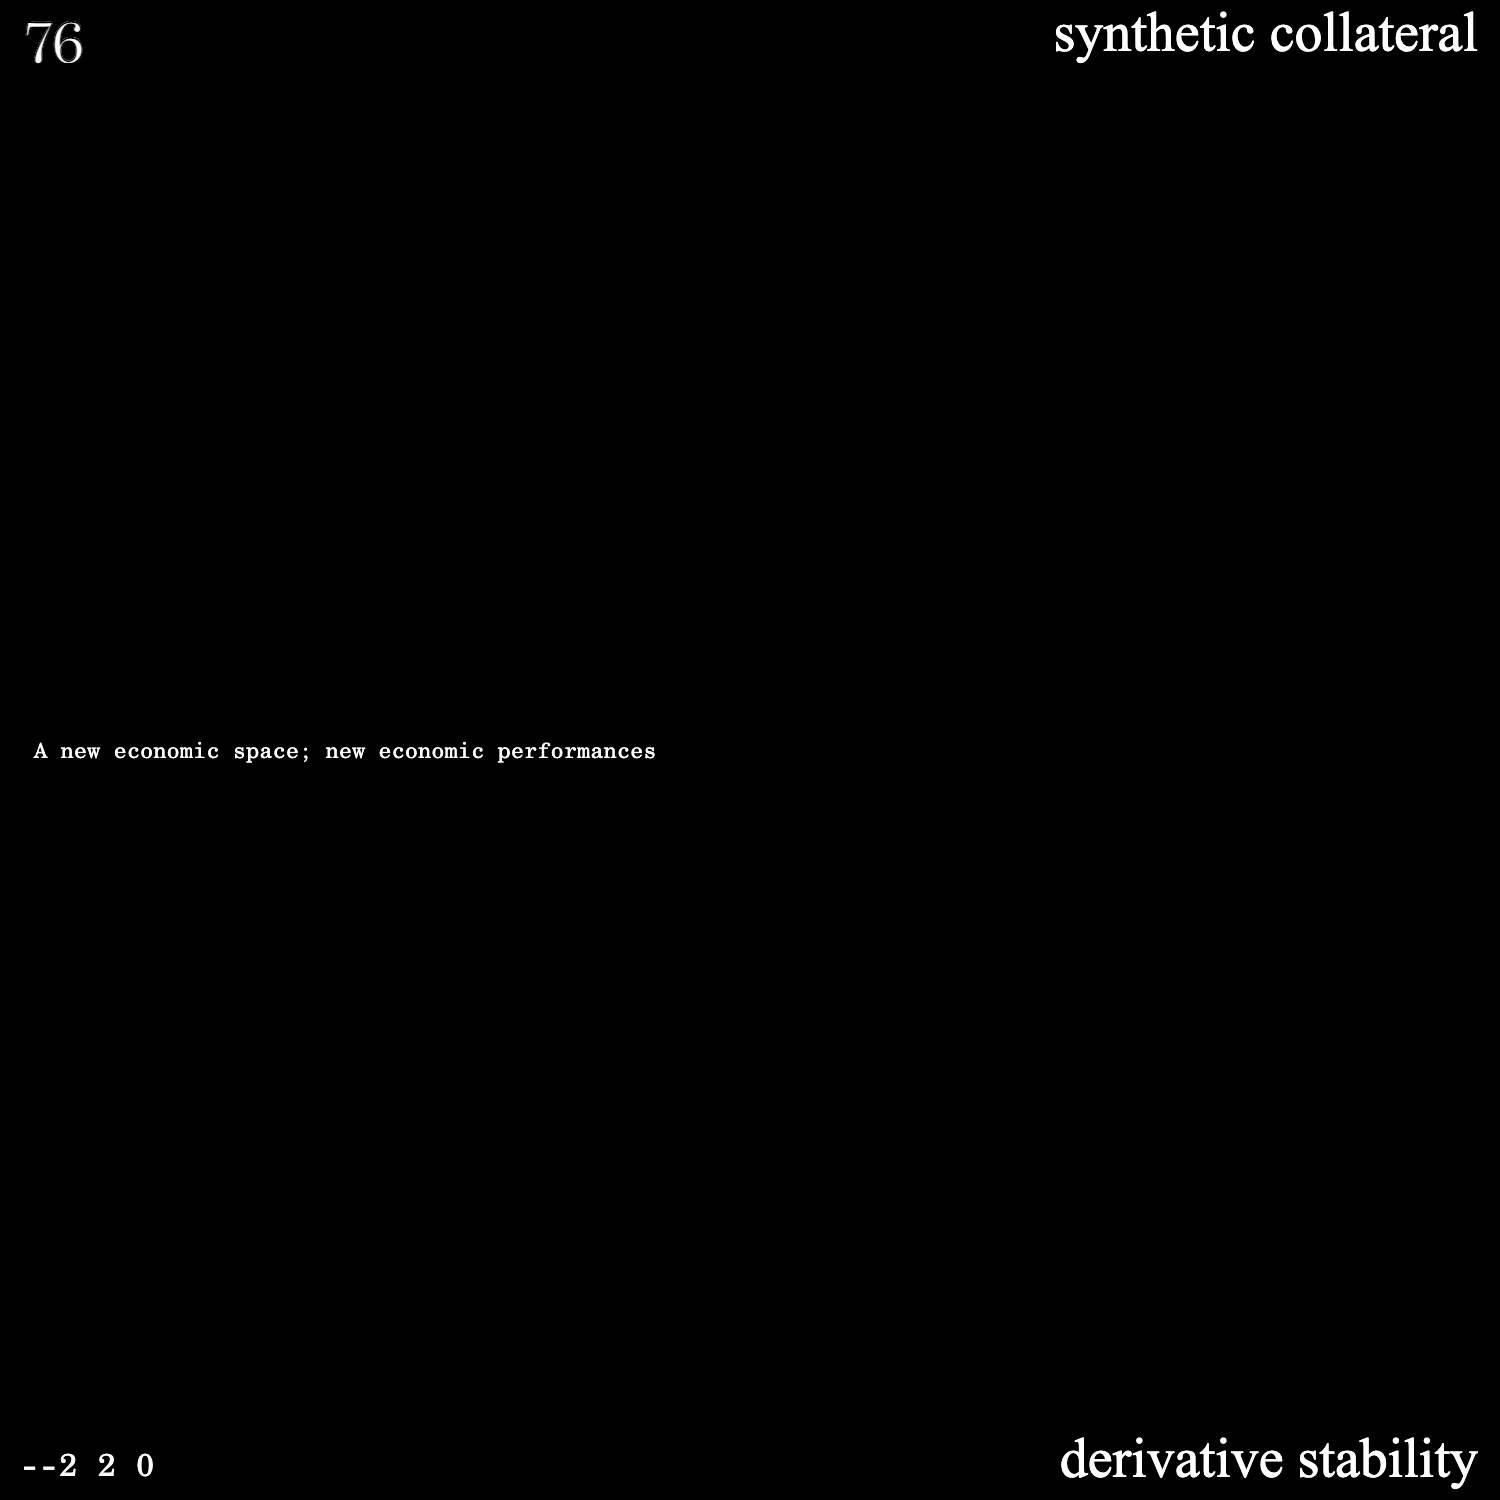 76
synthetic collateral
A new economic space; new economic performances
--2 2 0
derivative stability